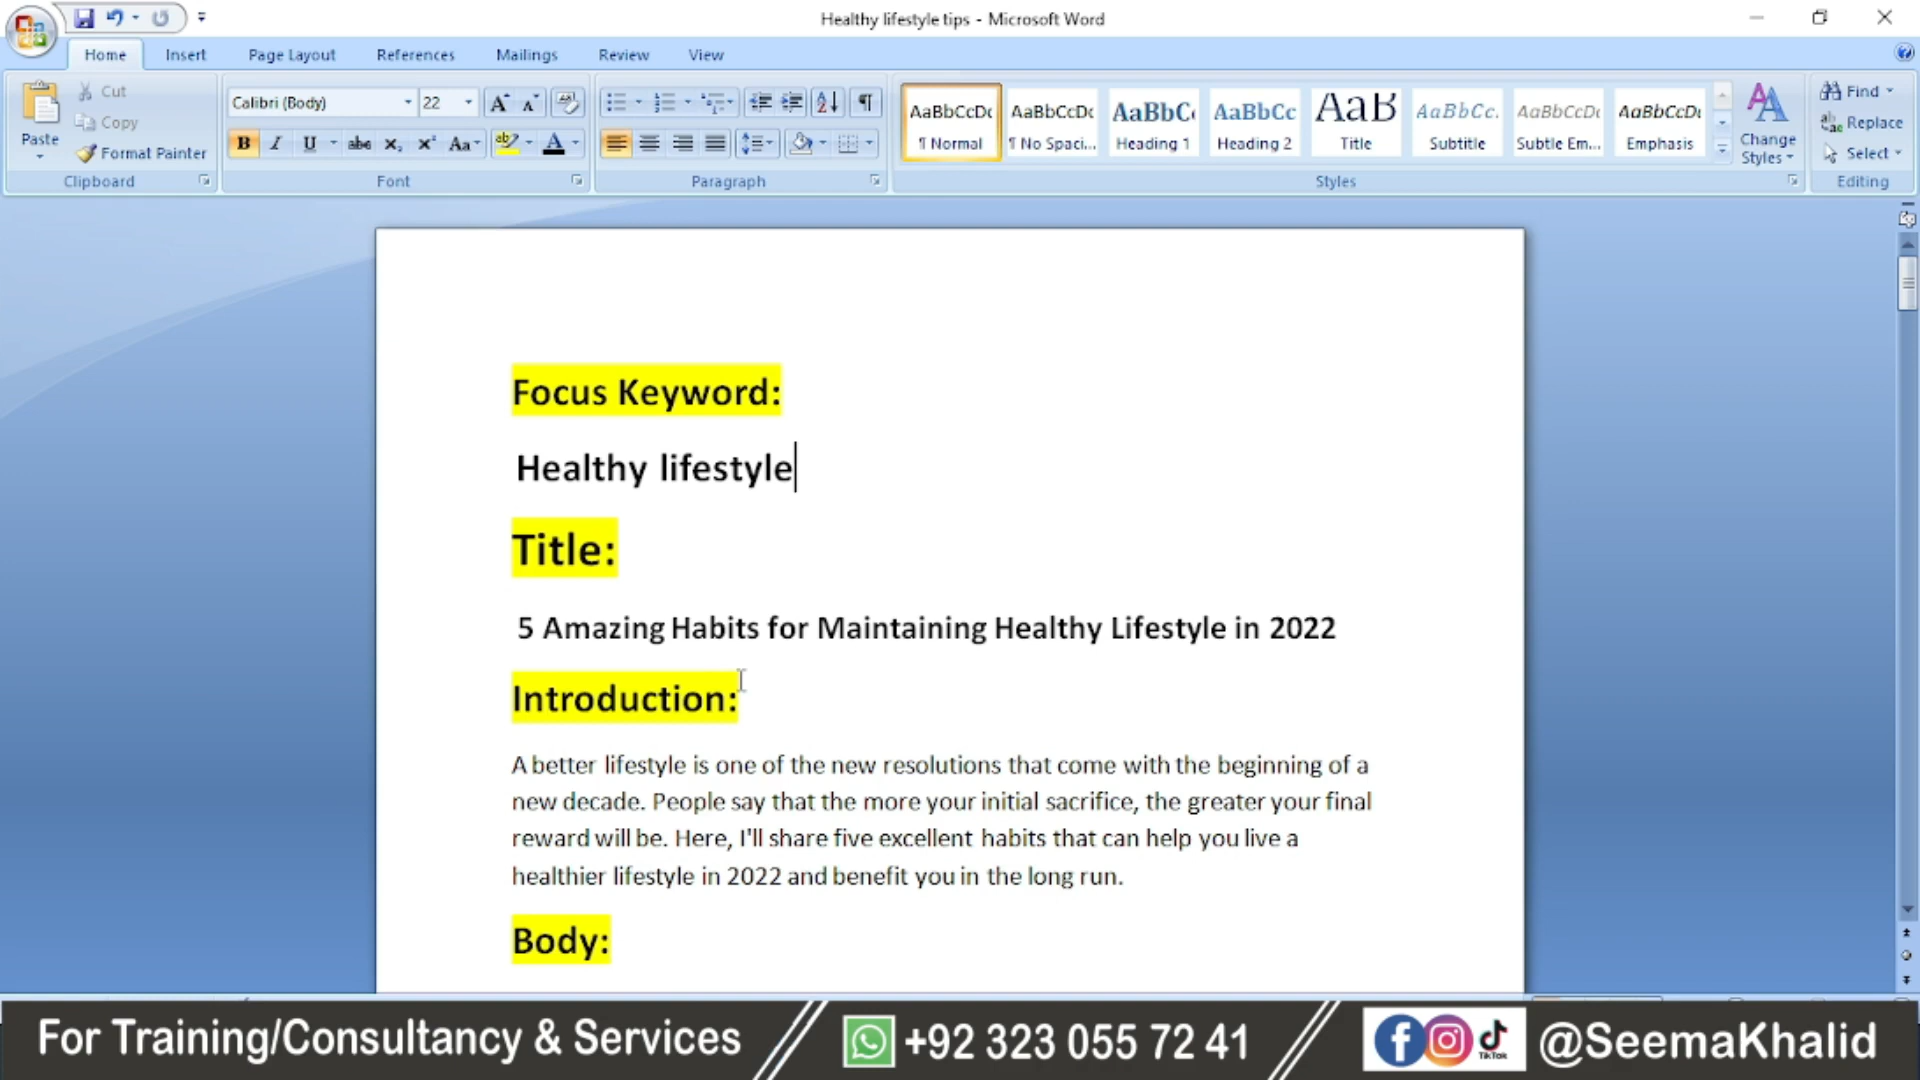 Healthy lifestyle tips - Microsoft Word
Home Insert Page Layout References Mailings Review View
Paste
Cut
Copy
Format Painter
Clipboard
Calibri (Body) 22
Font
Paragraph
AaBbCcDc AaBbCcDc AaBbC AaBbCc AaB AaBbCc. AaBbCcDc AaBbCcDc
¶ Normal ¶ No Spaci... Heading 1 Heading 2 Title Subtitle Subtle Em... Emphasis
Change
Styles
Styles
Find
Replace
Select
Editing
Focus Keyword:
Healthy lifestyle
Title:
5 Amazing Habits for Maintaining Healthy Lifestyle in 2022
Introduction:
A better lifestyle is one of the new resolutions that come with the beginning of a
new decade. People say that the more your initial sacrifice, the greater your final
reward will be. Here, I'll share five excellent habits that can help you live a
healthier lifestyle in 2022 and benefit you in the long run.
Body:
For Training/Consultancy & Services
+92 323 055 72 41
TikTok
@SeemaKhalid